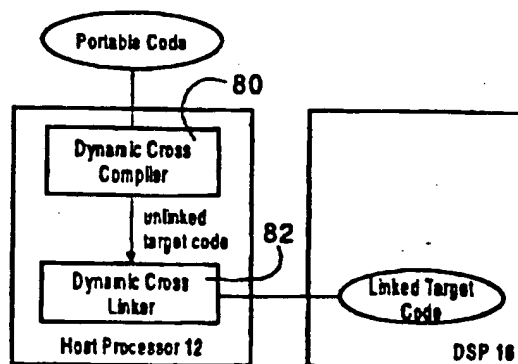 Portable Code
80
Dynamic Cross
Compiler
unlinked
target code
82
Dynamic Cross
Linker
Linked Target
Code
Host Processor 12
DSP 16